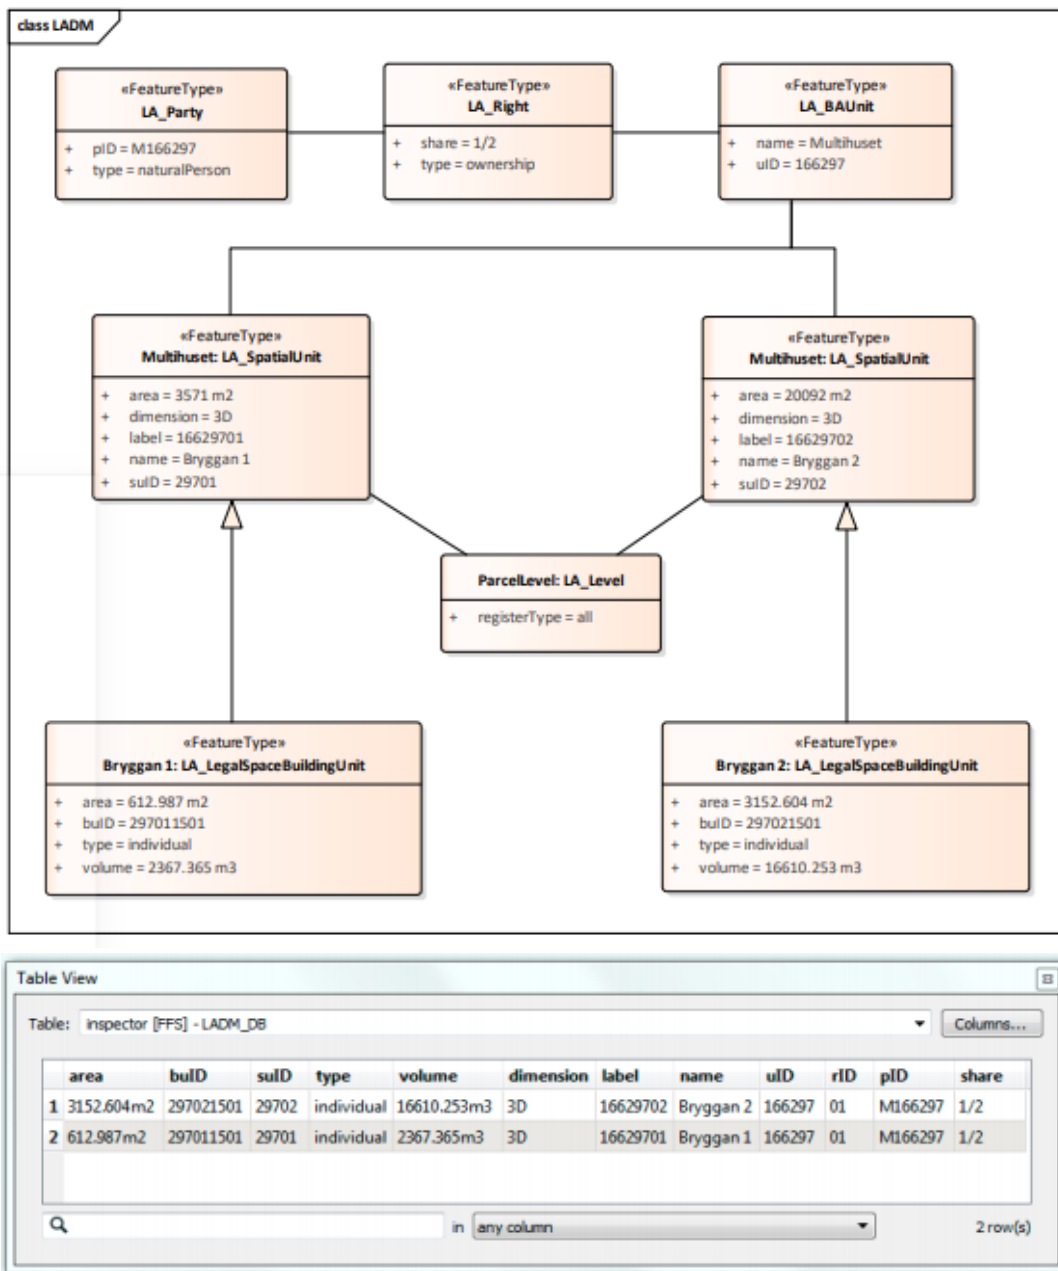 class LADM
«FeatureType»
LA_Party
+ pID = M166297
+ type = naturalPerson
«FeatureType»
LA_Right
+ share = 1/2
+ type = ownership
«FeatureType»
LA_BAUnit
+ name = Multihuset
+ uID = 166297
«FeatureType»
Multihuset: LA_SpatialUnit
+ area = 3571 m2
+ dimension = 3D
+ label = 16629701
+ name = Bryggan 1
+ suID = 29701
«FeatureType»
Multihuset: LA_SpatialUnit
+ area = 20092 m2
+ dimension = 3D
+ label = 16629702
+ name = Bryggan 2
+ suID = 29702
ParcelLevel: LA_Level
+ registerType = all
«FeatureType»
Bryggan 1: LA_LegalSpaceBuildingUnit
+ area = 612.987 m2
+ buID = 297011501
+ type = individual
+ volume = 2367.365 m3
«FeatureType»
Bryggan 2: LA_LegalSpaceBuildingUnit
+ area = 3152.604 m2
+ buID = 297021501
+ type = individual
+ volume = 16610.253 m3
Table View
Table: inspector [FFS] - LADM_DB Columns...
area buID suID type volume dimension label name uID rID pID share
1 3152.604m2 297021501 29702 individual 16610.253m3 3D 16629702 Bryggan 2 166297 01 M166297 1/2
2 612.987m2 297011501 29701 individual 2367.365m3 3D 16629701 Bryggan 1 166297 01 M166297 1/2
in any column 2 row(s)